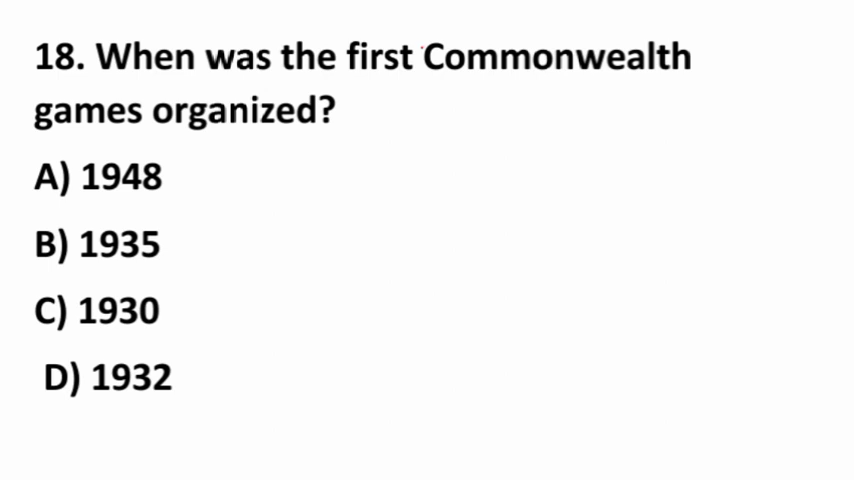 18. When was the first Commonwealth
games organized?
A) 1948
B) 1935
C) 1930
D) 1932